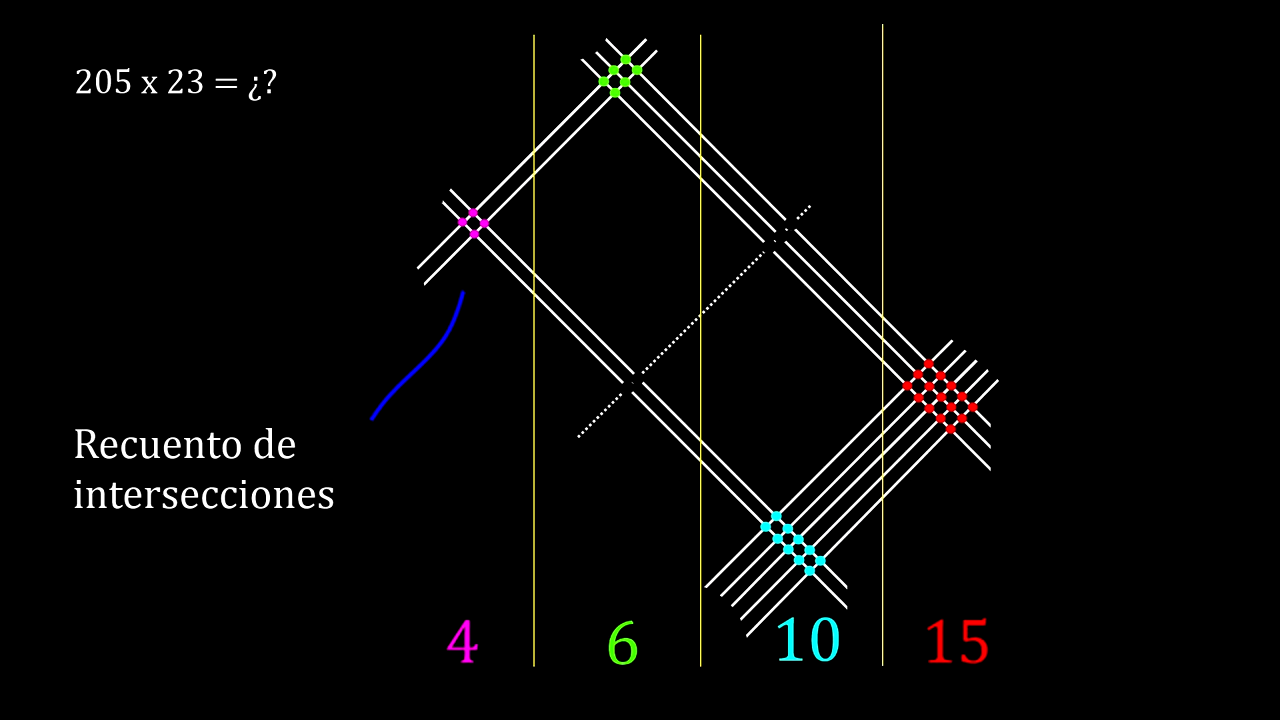 205 x 23 = ¿?
Recuento de
intersecciones
4 6 10 15